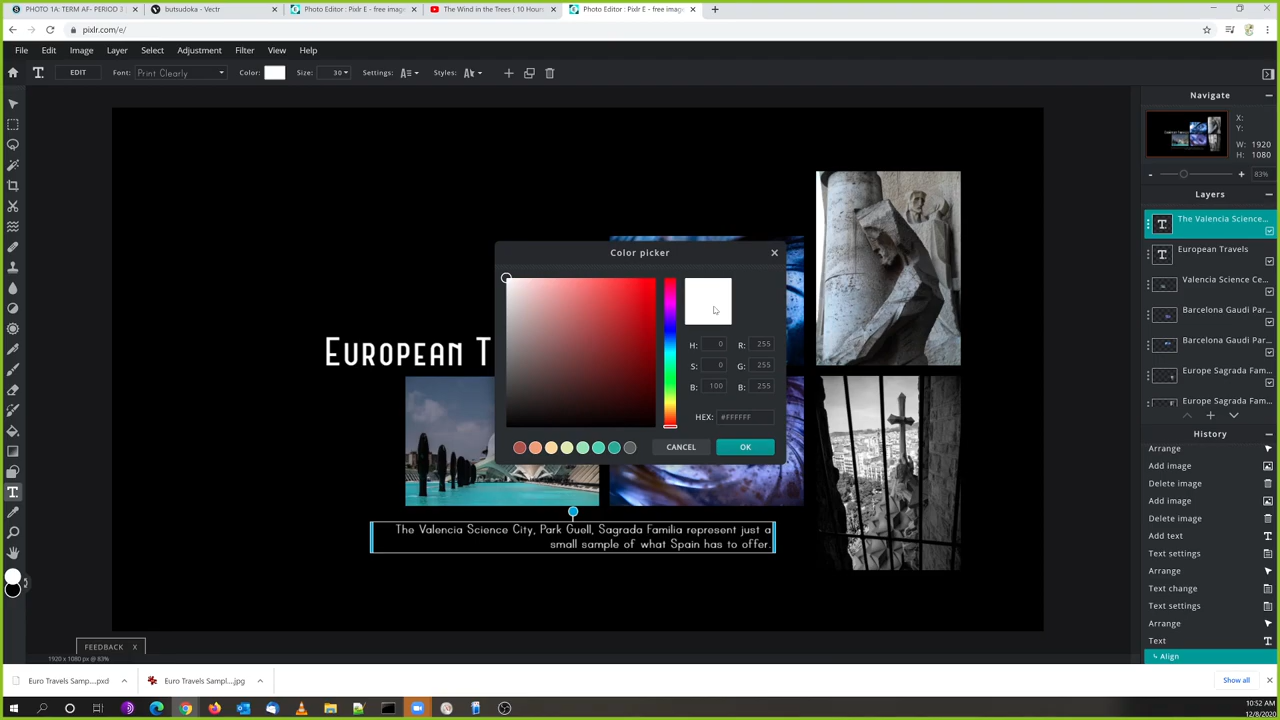 PHOTO 1A: TERM AF- PERIOD 3
butsudoka - Vectr
Photo Editor : Pixlr E - free imag
The Wind in the Trees ( 10 Hours
Photo Editor : Pixlr E - free imag
pixlr.com/e/
File Edit Image Layer Select Adjustment Filter View Help
EDIT Font: Print Clearly Color: Size: 30 Settings: Styles:
Navigate
X:
Y:
W: 1920
H: 1080
83%
Layers
The Valencia Science...
European Travels
Valencia Science Ce...
Barcelona Gaudi Par...
Barcelona Gaudi Par...
Europe Sagrada Fam...
Europe Sagrada Fam...
History
Arrange
Add image
Delete image
Add image
Delete image
Add text
Text settings
Arrange
Text change
Text settings
Arrange
Text
Align
Color picker
H: 0 R: 255
S: 0 G: 255
B: 100 B: 255
HEX: #FFFFFF
CANCEL OK
European T
The Valencia Science City, Park Guell, Sagrada Familia represent just a
small sample of what Spain has to offer.
FEEDBACK X
1920 x 1080 px @ 83%
Euro Travels Samp....pxd
Euro Travels Sampl....jpg
Show all
10:52 AM
12/8/2020